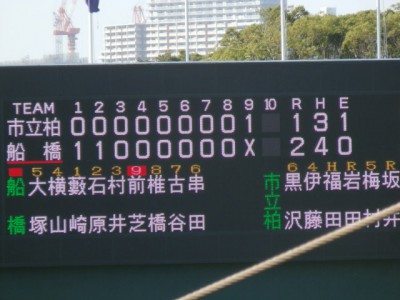 TEAM 1 2 3 4 5 6 7 8 9 10 R H E
市立柏 0 0 0 0 0 0 0 0 1 1 3 1
船橋 1 1 0 0 0 0 0 0 X 2 4 0
5 4 1 9 8 7 6 6 4 H R 5 R
船橋 大塚 横山 藪崎 石原 村井 前芝 椎橋 古谷 串田
市立柏 黒沢 伊藤 福田 岩田 梅村 坂井